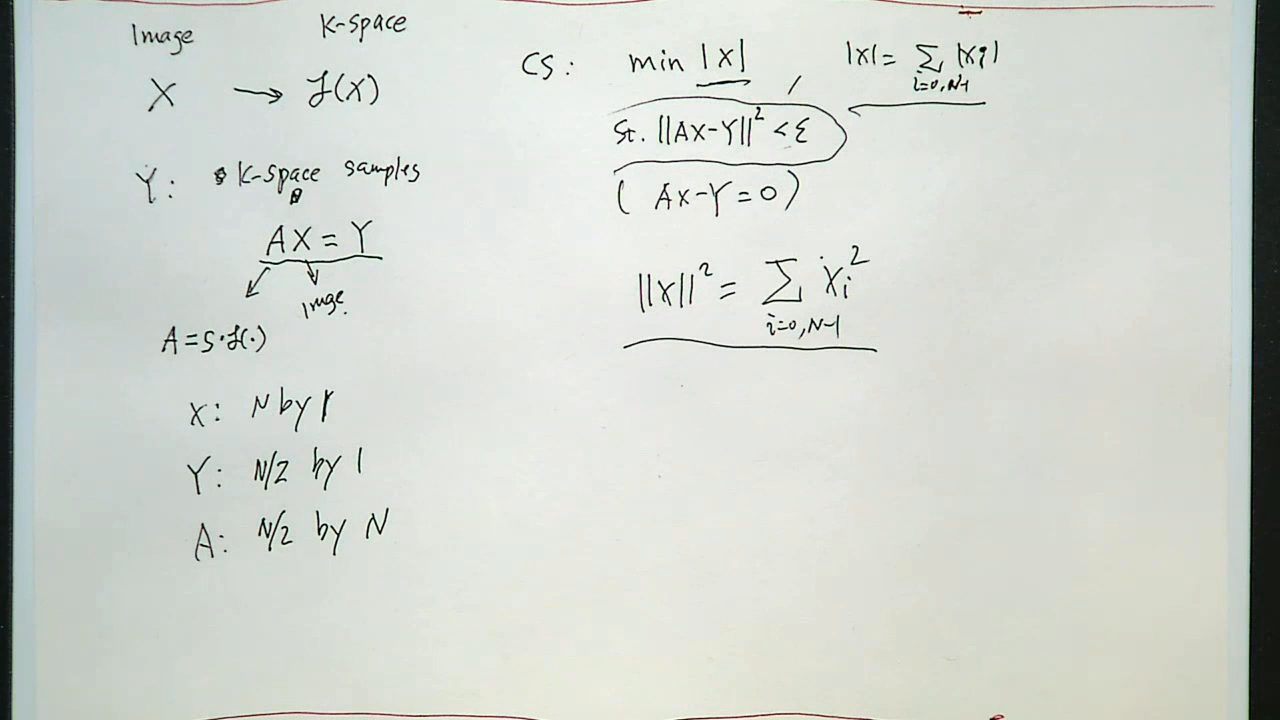 Image K-space
X → ℱ(X)
Y: K-space samples
AX = Y
Image
A = S·ℱ(·)
X: N by 1
Y: N/2 by 1
A: N/2 by N
CS: min |X| , |X| = ∑ |Xi|
i=0,N-1
St. ||AX-Y||² < ε
( AX-Y=0 )
||X||² = ∑ Xi²
i=0,N-1